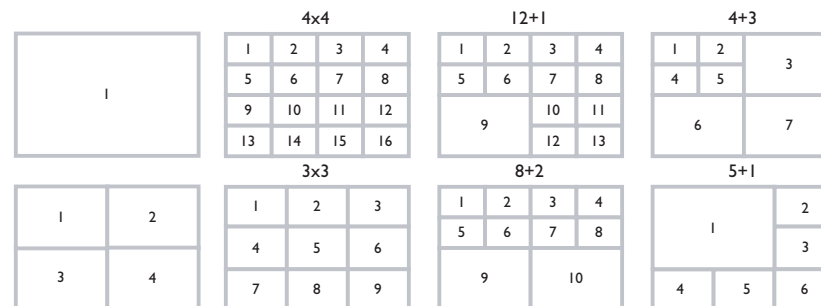 1
4x4
1 2 3 4
5 6 7 8
9 10 11 12
13 14 15 16
12+1
1 2 3 4
5 6 7 8
9 10 11
12 13
4+3
1 2 3
4 5
6 7
1 2
3 4
3x3
1 2 3
4 5 6
7 8 9
8+2
1 2 3 4
5 6 7 8
9 10
5+1
1 2
3
4 5 6